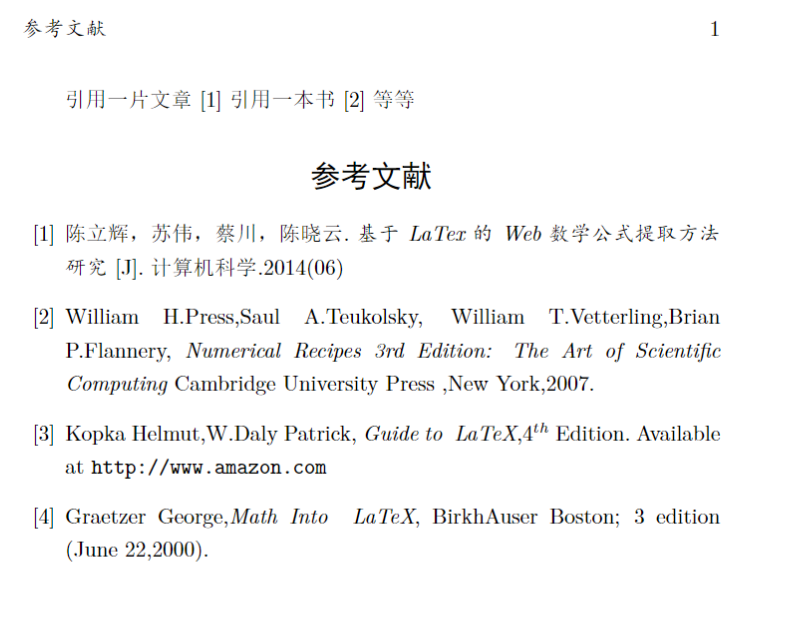 参考文献 1
引用一片文章 [1] 引用一本书 [2] 等等
参考文献
[1] 陈立辉，苏伟，蔡川，陈晓云. 基于 LaTex 的 Web 数学公式提取方法
研究 [J]. 计算机科学.2014(06)
[2] William H.Press,Saul A.Teukolsky, William T.Vetterling,Brian
P.Flannery, Numerical Recipes 3rd Edition: The Art of Scientific
Computing Cambridge University Press ,New York,2007.
[3] Kopka Helmut,W.Daly Patrick, Guide to LaTeX,4th Edition. Available
at http://www.amazon.com
[4] Graetzer George,Math Into LaTeX, BirkhAuser Boston; 3 edition
(June 22,2000).